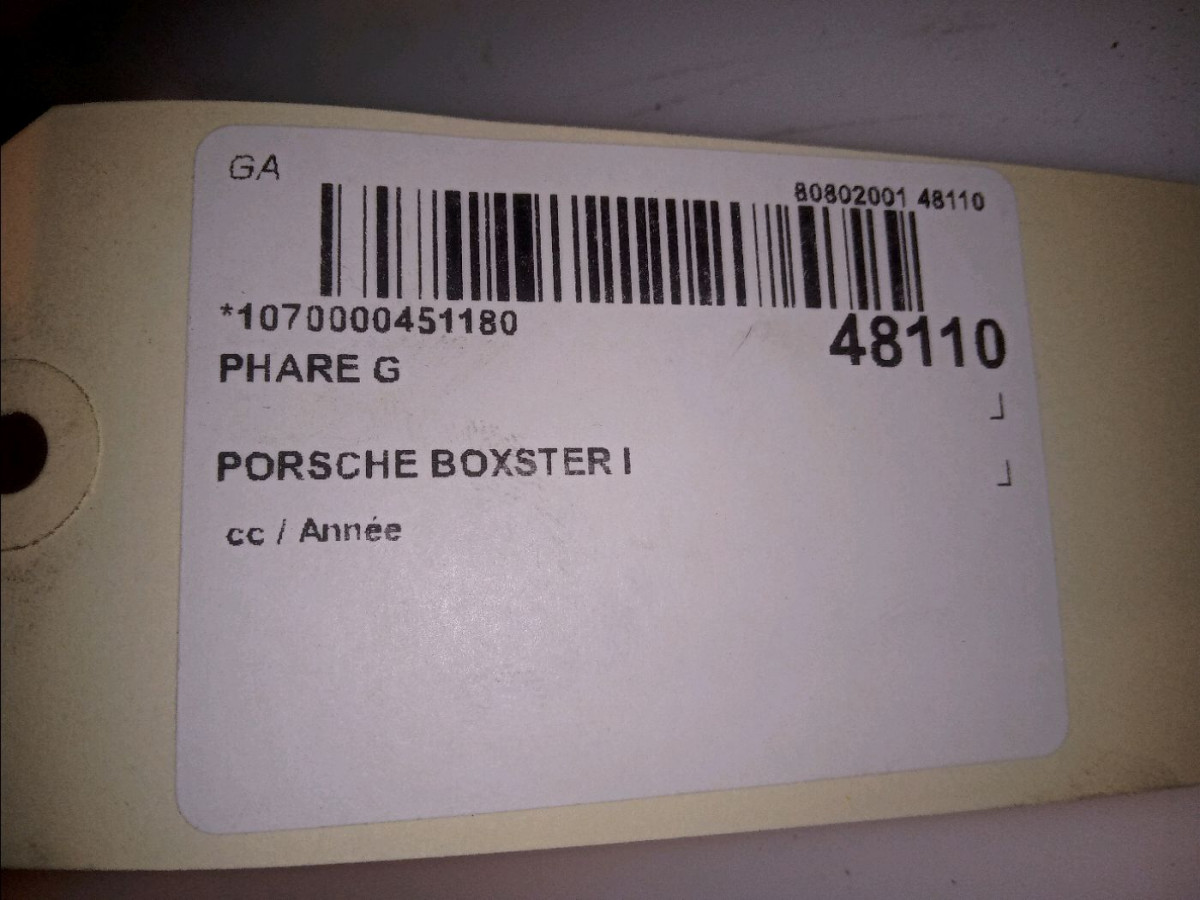 GA
80802001 48110
*1070000451180
48110
PHARE G
PORSCHE BOXSTER I
cc / Année